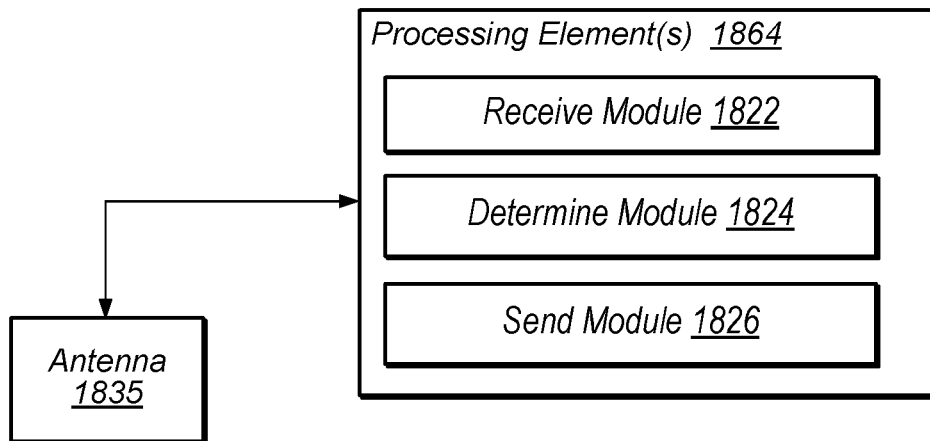 Processing Element(s) 1864
Receive Module 1822
Determine Module 1824
Send Module 1826
Antenna
1835